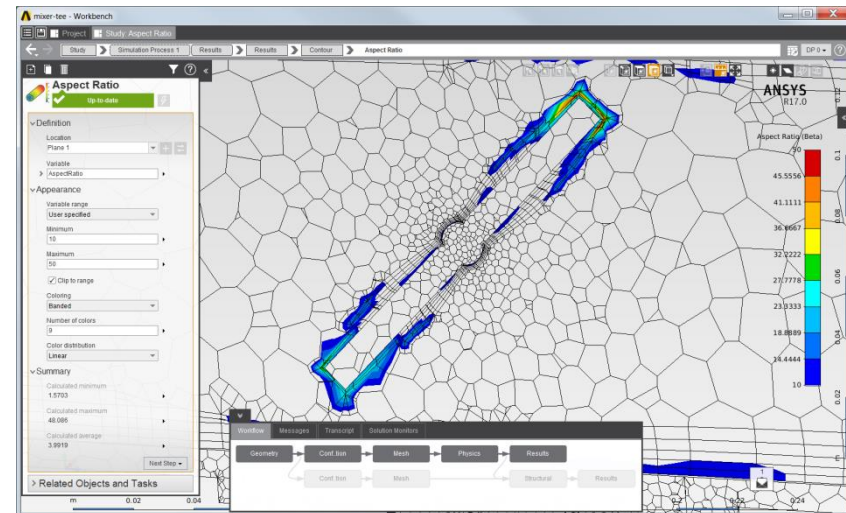 mixer-tee - Workbench
Project Study: Aspect Ratio
Study Simulation Process 1 Results Results Contour Aspect Ratio
DP 0
Aspect Ratio
Up-to-date
Definition
Location
Plane 1
Variable
AspectRatio
Appearance
Variable range
User specified
Minimum
10
Maximum
50
Clip to range
Coloring
Banded
Number of colors
9
Color distribution
Linear
Summary
Calculated minimum
1.5703
Calculated maximum
48.086
Calculated average
3.9919
Next Step
Related Objects and Tasks
m 0.02 0.04
ANSYS
R17.0
Aspect Ratio (Beta)
50
45.5556
41.1111
36.6667
32.2222
27.7778
23.3333
18.8889
14.4444
10
0.12
0.1
0.08
0.06
0.04
0.02
m
Workflow Messages Transcript Solution Monitors
Geometry Conf.tion Mesh Physics Results
Conf.tion Mesh Structural Results
1
0.2 0.22 0.24